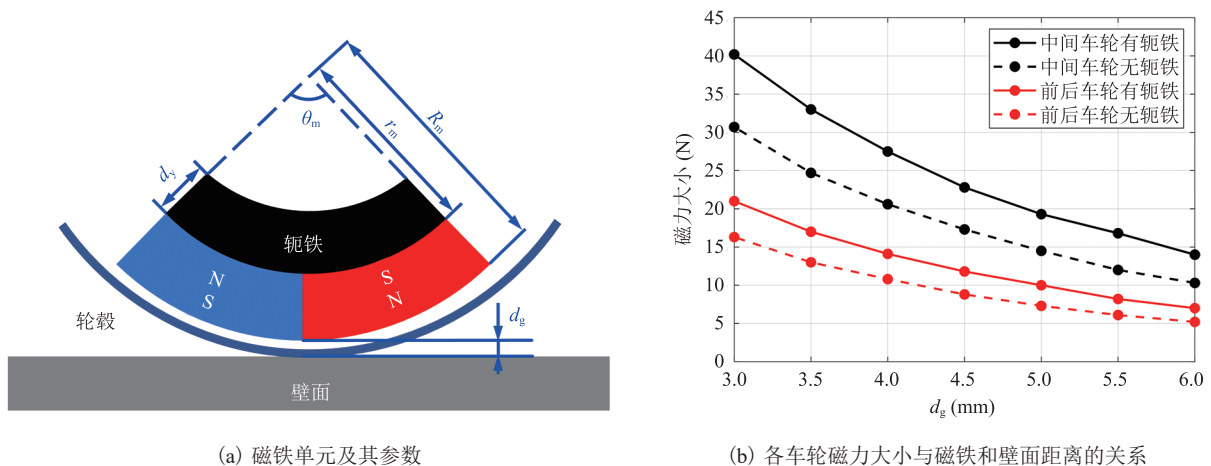 θm
rm
Rm
dy
轭铁
N
S
S
N
轮毂
dg
壁面
(a) 磁铁单元及其参数
45
40
35
30
25
20
15
10
5
0
磁力大小 (N)
中间车轮有轭铁
中间车轮无轭铁
前后车轮有轭铁
前后车轮无轭铁
3.0 3.5 4.0 4.5 5.0 5.5 6.0
dg (mm)
(b) 各车轮磁力大小与磁铁和壁面距离的关系